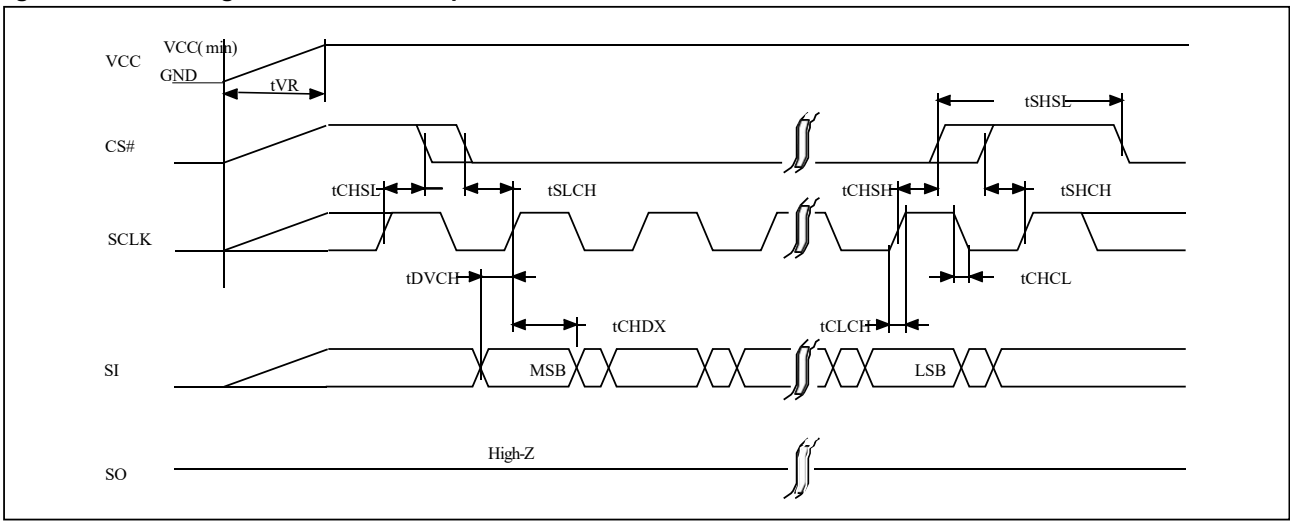 VCC
VCC( min)
GND
tVR
tSHSL
CS#
tCHSL
tSLCH
tCHSH
tSHCH
SCLK
tDVCH
tCHCL
tCHDX
tCLCH
SI
MSB
LSB
High-Z
SO